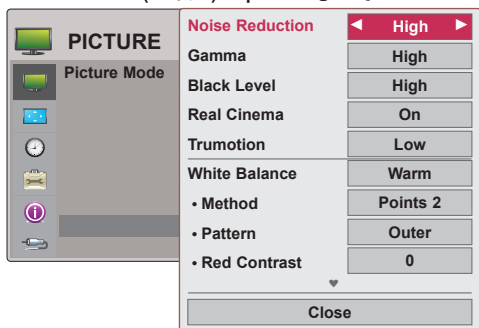 PICTURE
Picture Mode
Noise Reduction
High
Gamma
High
Black Level
High
Real Cinema
On
Trumotion
Low
White Balance
Warm
• Method
Points 2
• Pattern
Outer
• Red Contrast
0
Close